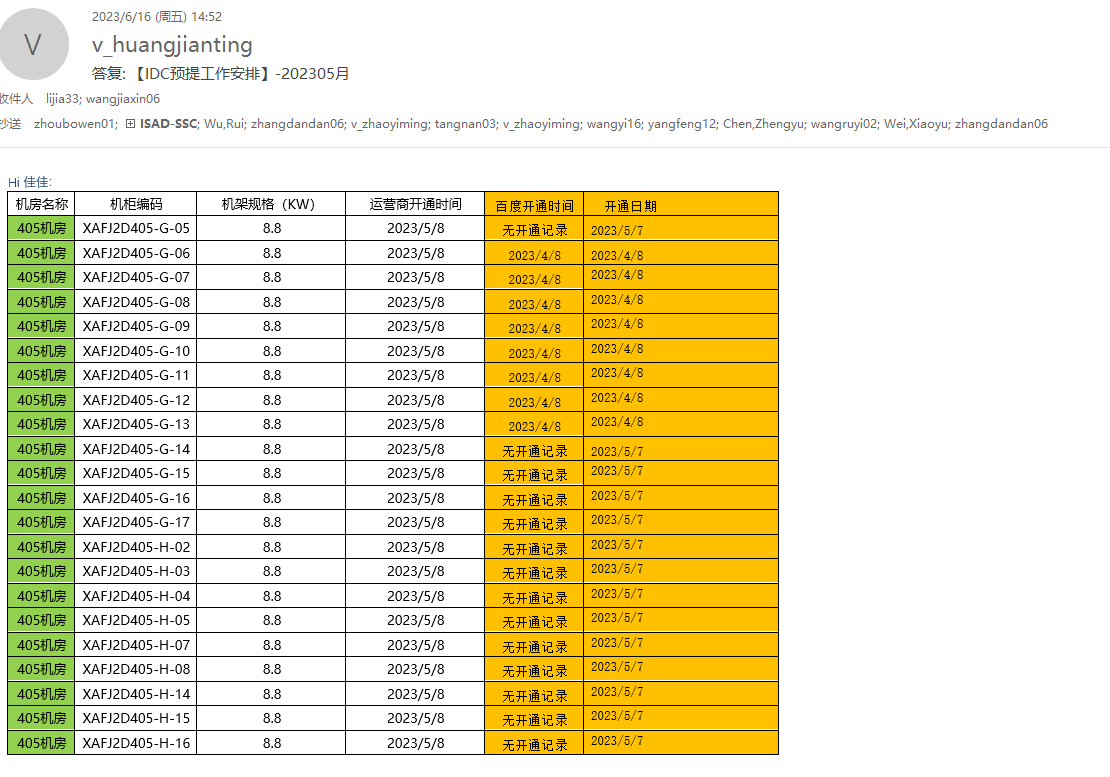 2023/6/16 (周五) 14:52
V
v_huangjianting
答复: 【IDC预提工作安排】-202305月
收件人 lijia33; wangjiaxin06
抄送 zhoubowen01; ISAD-SSC; Wu,Rui; zhangdandan06; v_zhaoyiming; tangnan03; v_zhaoyiming; wangyi16; yangfeng12; Chen,Zhengyu; wangruyi02; Wei,Xiaoyu; zhangdandan06
Hi 佳佳:
机房名称 机柜编码 机架规格（KW） 运营商开通时间 百度开通时间 开通日期
405机房 XAFJ2D405-G-05 8.8 2023/5/8 无开通记录 2023/5/7
405机房 XAFJ2D405-G-06 8.8 2023/5/8 2023/4/8 2023/4/8
405机房 XAFJ2D405-G-07 8.8 2023/5/8 2023/4/8 2023/4/8
405机房 XAFJ2D405-G-08 8.8 2023/5/8 2023/4/8 2023/4/8
405机房 XAFJ2D405-G-09 8.8 2023/5/8 2023/4/8 2023/4/8
405机房 XAFJ2D405-G-10 8.8 2023/5/8 2023/4/8 2023/4/8
405机房 XAFJ2D405-G-11 8.8 2023/5/8 2023/4/8 2023/4/8
405机房 XAFJ2D405-G-12 8.8 2023/5/8 2023/4/8 2023/4/8
405机房 XAFJ2D405-G-13 8.8 2023/5/8 2023/4/8 2023/4/8
405机房 XAFJ2D405-G-14 8.8 2023/5/8 无开通记录 2023/5/7
405机房 XAFJ2D405-G-15 8.8 2023/5/8 无开通记录 2023/5/7
405机房 XAFJ2D405-G-16 8.8 2023/5/8 无开通记录 2023/5/7
405机房 XAFJ2D405-G-17 8.8 2023/5/8 无开通记录 2023/5/7
405机房 XAFJ2D405-H-02 8.8 2023/5/8 无开通记录 2023/5/7
405机房 XAFJ2D405-H-03 8.8 2023/5/8 无开通记录 2023/5/7
405机房 XAFJ2D405-H-04 8.8 2023/5/8 无开通记录 2023/5/7
405机房 XAFJ2D405-H-05 8.8 2023/5/8 无开通记录 2023/5/7
405机房 XAFJ2D405-H-07 8.8 2023/5/8 无开通记录 2023/5/7
405机房 XAFJ2D405-H-08 8.8 2023/5/8 无开通记录 2023/5/7
405机房 XAFJ2D405-H-14 8.8 2023/5/8 无开通记录 2023/5/7
405机房 XAFJ2D405-H-15 8.8 2023/5/8 无开通记录 2023/5/7
405机房 XAFJ2D405-H-16 8.8 2023/5/8 无开通记录 2023/5/7